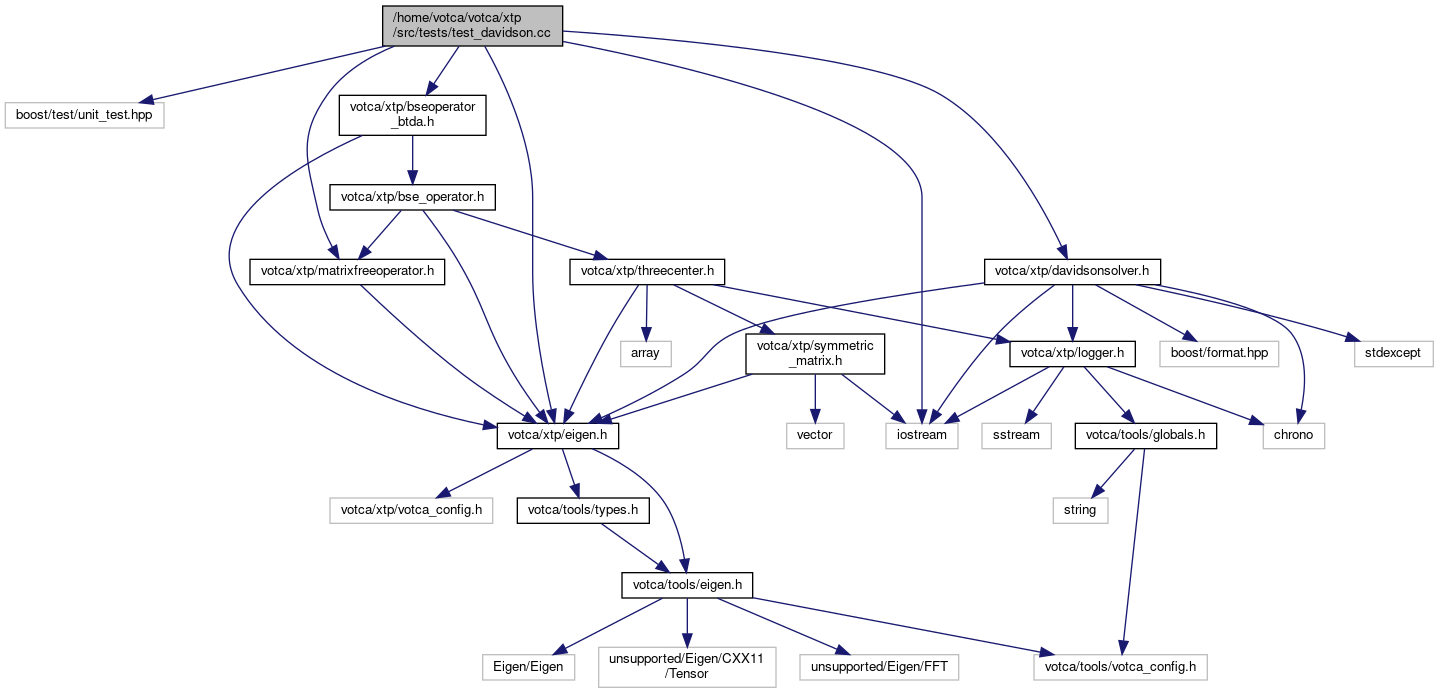 /home/votca/votca/xtp
/src/tests/test_davidson.cc
boost/test/unit_test.hpp
votca/xtp/bseoperator
_btda.h
votca/xtp/bse_operator.h
votca/xtp/matrixfreeoperator.h
votca/xtp/threecenter.h
votca/xtp/davidsonsolver.h
array
votca/xtp/symmetric
_matrix.h
votca/xtp/logger.h
boost/format.hpp
stdexcept
votca/xtp/eigen.h
vector
iostream
sstream
votca/tools/globals.h
chrono
votca/xtp/votca_config.h
votca/tools/types.h
string
votca/tools/eigen.h
Eigen/Eigen
unsupported/Eigen/CXX11
/Tensor
unsupported/Eigen/FFT
votca/tools/votca_config.h